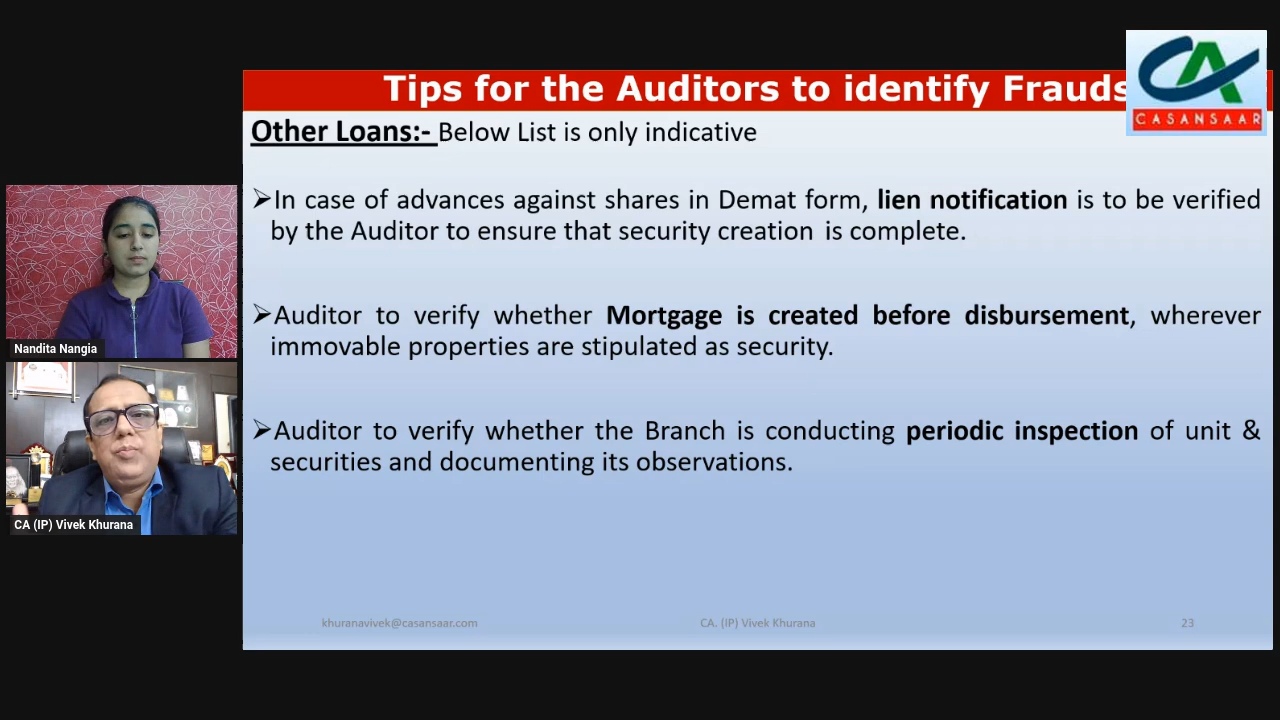 Tips for the Auditors to identify Frauds
CA
CASANSAAR
Other Loans:- Below List is only indicative
➢In case of advances against shares in Demat form, lien notification is to be verified
by the Auditor to ensure that security creation is complete.
➢Auditor to verify whether Mortgage is created before disbursement, wherever
immovable properties are stipulated as security.
➢Auditor to verify whether the Branch is conducting periodic inspection of unit &
securities and documenting its observations.
khuranavivek@casansaar.com
CA. (IP) Vivek Khurana
23
Nandita Nangia
CA (IP) Vivek Khurana